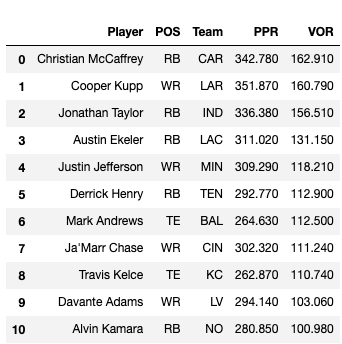 Player POS Team PPR VOR
0 Christian McCaffrey RB CAR 342.780 162.910
1 Cooper Kupp WR LAR 351.870 160.790
2 Jonathan Taylor RB IND 336.380 156.510
3 Austin Ekeler RB LAC 311.020 131.150
4 Justin Jefferson WR MIN 309.290 118.210
5 Derrick Henry RB TEN 292.770 112.900
6 Mark Andrews TE BAL 264.630 112.500
7 Ja'Marr Chase WR CIN 302.320 111.240
8 Travis Kelce TE KC 262.870 110.740
9 Davante Adams WR LV 294.140 103.060
10 Alvin Kamara RB NO 280.850 100.980